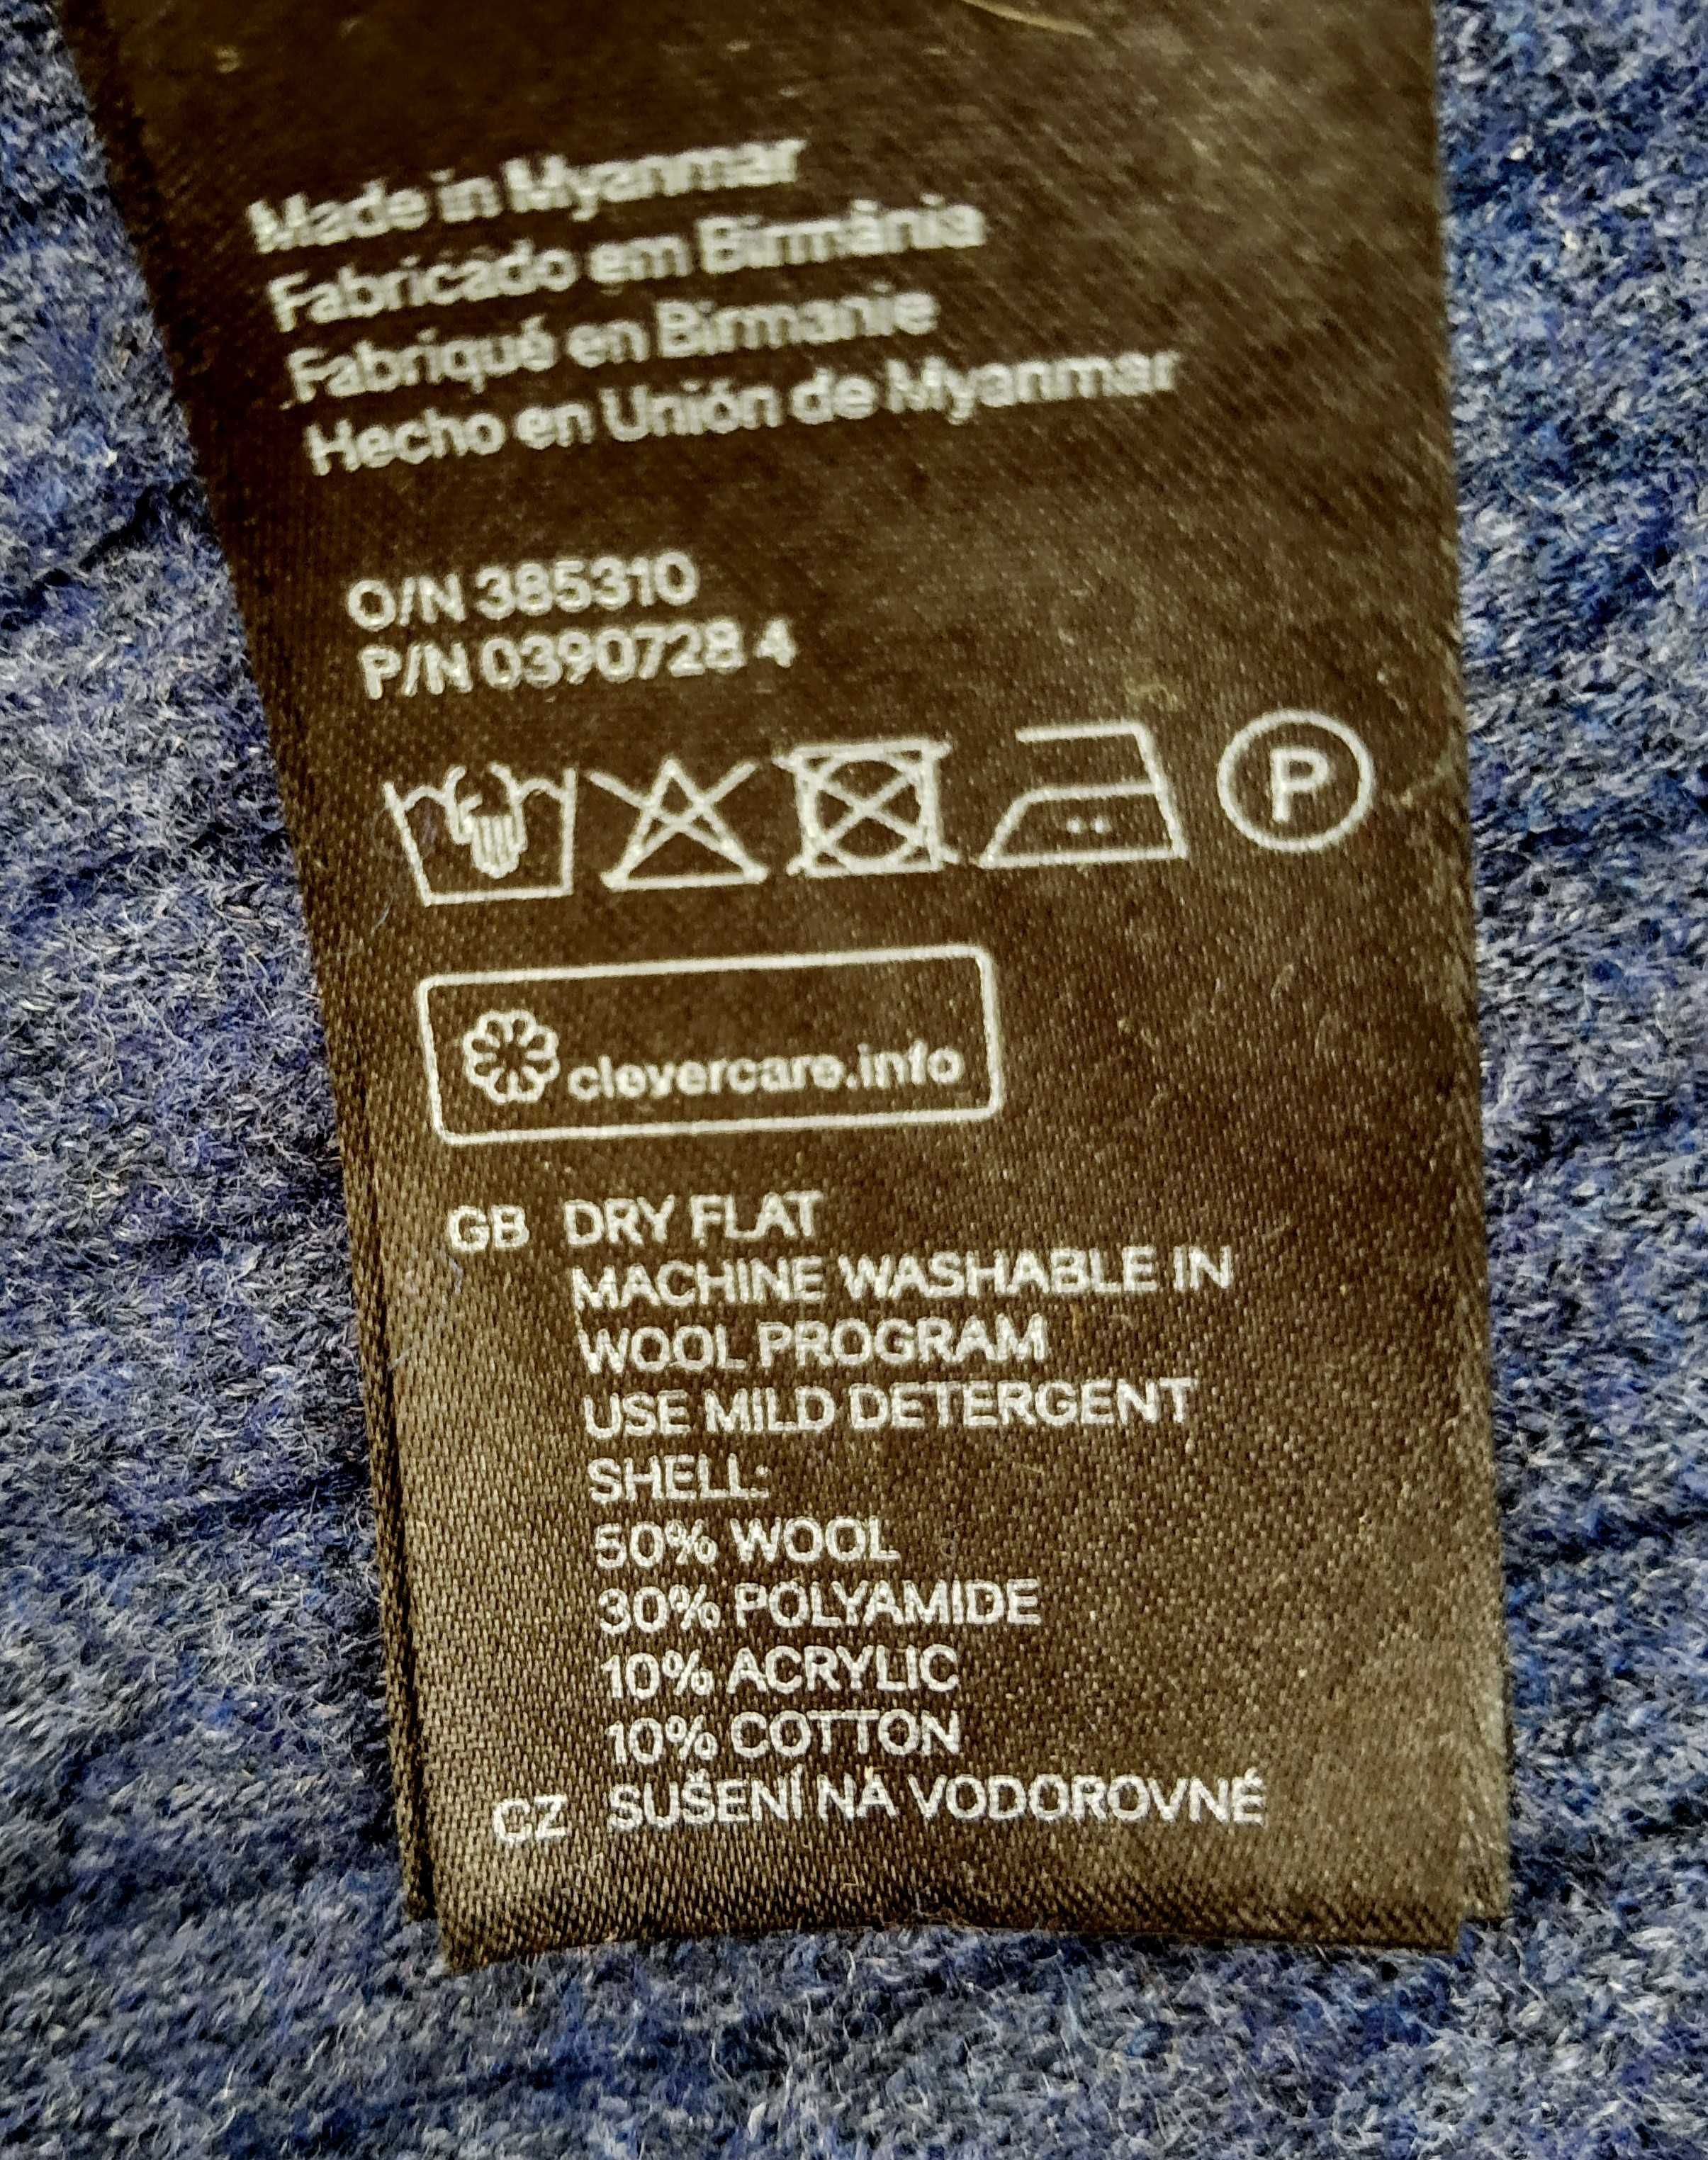 Made in Myanmar
Fabricado em Birmânia
Fabriqué en Birmanie
Hecho en Unión de Myanmar
O/N 385310
P/N 0390728 4
P
clevercare.info
GB DRY FLAT
MACHINE WASHABLE IN
WOOL PROGRAM
USE MILD DETERGENT
SHELL:
50% WOOL
30% POLYAMIDE
10% ACRYLIC
10% COTTON
CZ SUŠENÍ NA VODOROVNÉ